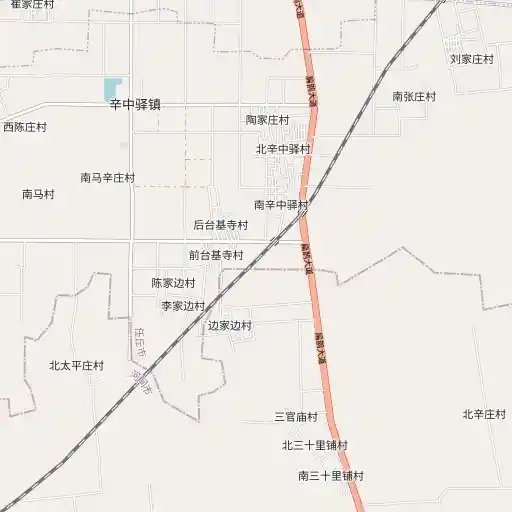 崔家庄村
刘家庄村
南张庄村
辛中驿镇
陶家庄村
西陈庄村
北辛中驿村
南马辛庄村
南马村
南辛中驿村
后台基寺村
前台基寺村
陈家边村
李家边村
边家边村
任丘市
河间市
北太平庄村
三官庙村
北辛庄村
北三十里铺村
南三十里铺村